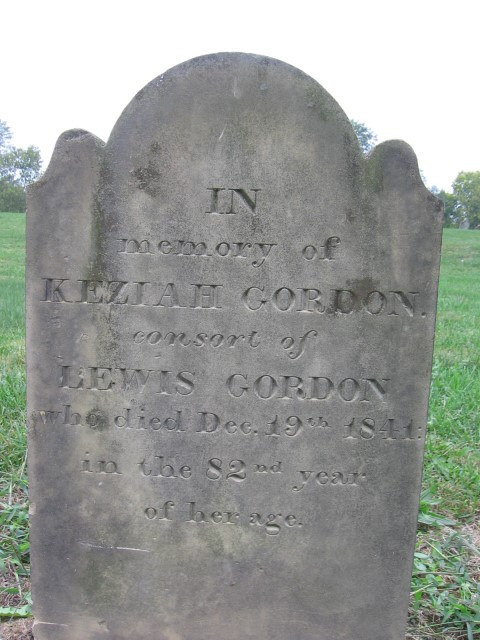 IN
memory of
KEZIAH GORDON.
consort of
LEWIS GORDON
who died Dec. 19th 1841.
in the 82nd year
of her age.